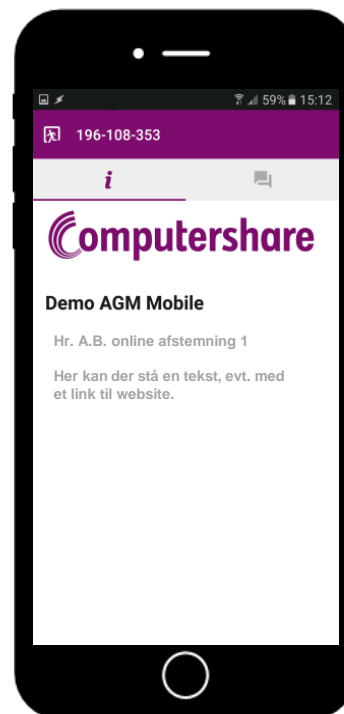 59% 15:12
196-108-353
i
Computershare
Demo AGM Mobile
Hr. A.B. online afstemning 1
Her kan der stå en tekst, evt. med
et link til website.